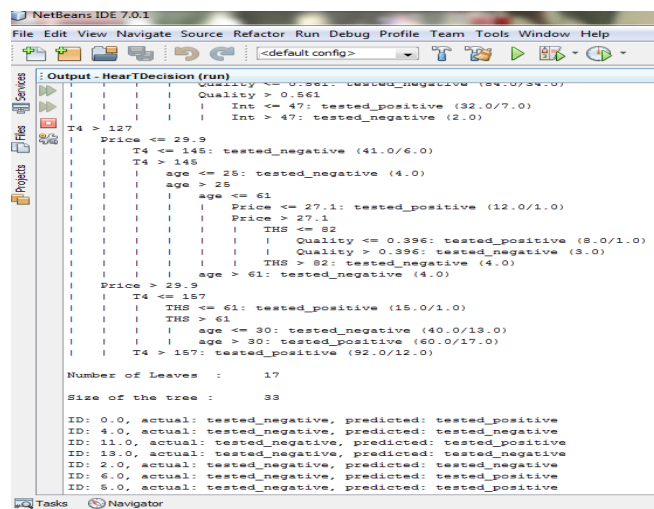 NetBeans IDE 7.0.1
File Edit View Navigate Source Refactor Run Debug Profile Team Tools Window Help
<default config>
Services
Files
Projects
Output - HearTDecision (run)
| | | | Quality <= 0.561: tested_negative (84.0/34.0)
| | | | Quality > 0.561
| | | | | Int <= 47: tested_positive (32.0/7.0)
| | | | | Int > 47: tested_negative (2.0)
T4 > 127
| Price <= 29.9
| | T4 <= 145: tested_negative (41.0/6.0)
| | T4 > 145
| | | age <= 25: tested_negative (4.0)
| | | age > 25
| | | | age <= 61
| | | | | Price <= 27.1: tested_positive (12.0/1.0)
| | | | | Price > 27.1
| | | | | | THS <= 82
| | | | | | | Quality <= 0.396: tested_positive (8.0/1.0)
| | | | | | | Quality > 0.396: tested_negative (3.0)
| | | | | | THS > 82: tested_negative (4.0)
| | | | age > 61: tested_negative (4.0)
| Price > 29.9
| | T4 <= 157
| | | THS <= 61: tested_positive (15.0/1.0)
| | | THS > 61
| | | | age <= 30: tested_negative (40.0/13.0)
| | | | age > 30: tested_positive (60.0/17.0)
| | T4 > 157: tested_positive (92.0/12.0)
Number of Leaves : 17
Size of the tree : 33
ID: 0.0, actual: tested_negative, predicted: tested_positive
ID: 4.0, actual: tested_negative, predicted: tested_negative
ID: 11.0, actual: tested_negative, predicted: tested_positive
ID: 13.0, actual: tested_negative, predicted: tested_negative
ID: 2.0, actual: tested_negative, predicted: tested_negative
ID: 6.0, actual: tested_negative, predicted: tested_positive
ID: 5.0, actual: tested_negative, predicted: tested_positive
Tasks Navigator